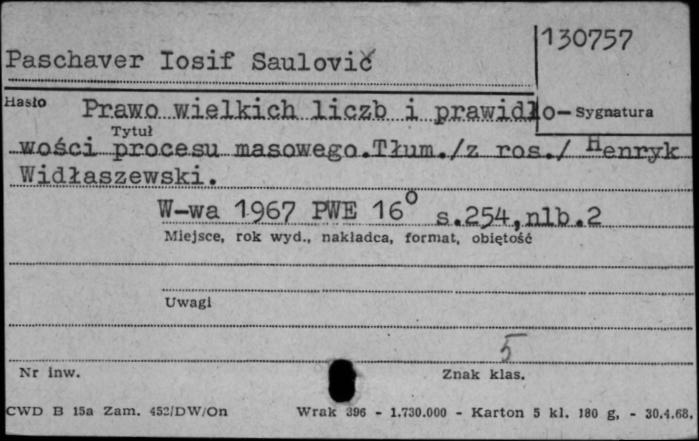 130757
Paschaver Iosif Saulovič
Hasło Prawo wielkich liczb i prawidło- Sygnatura
Tytuł
wości procesu masowego.Tłum./z ros./ Henryk
Widłaszewski.
W-wa 1967 PWE 16° s.254,nlb.2
Miejsce, rok wyd., nakładca, format, objętość
Uwagi
5
Nr inw. Znak klas.
CWD B 15a Zam. 452/DW/On Wrak 396 - 1.730.000 - Karton 5 kl. 180 g, - 30.4.68.